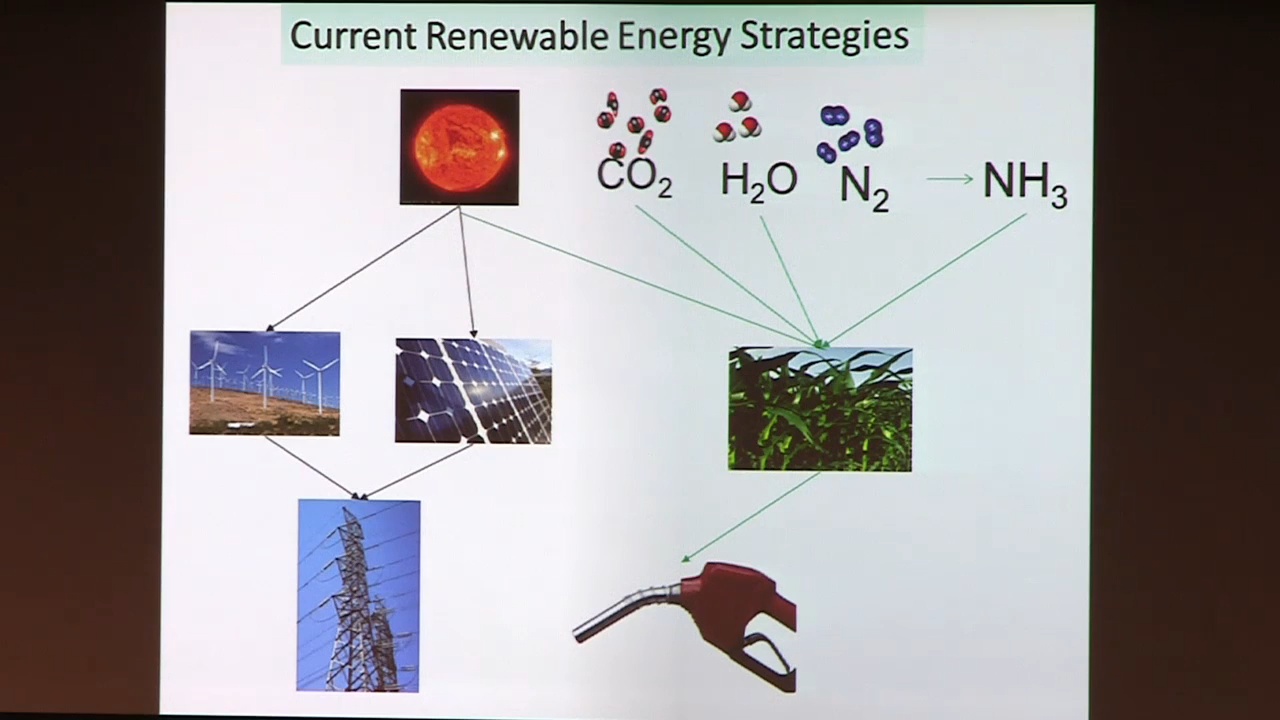 Current Renewable Energy Strategies
CO₂ H₂O N₂ NH₃